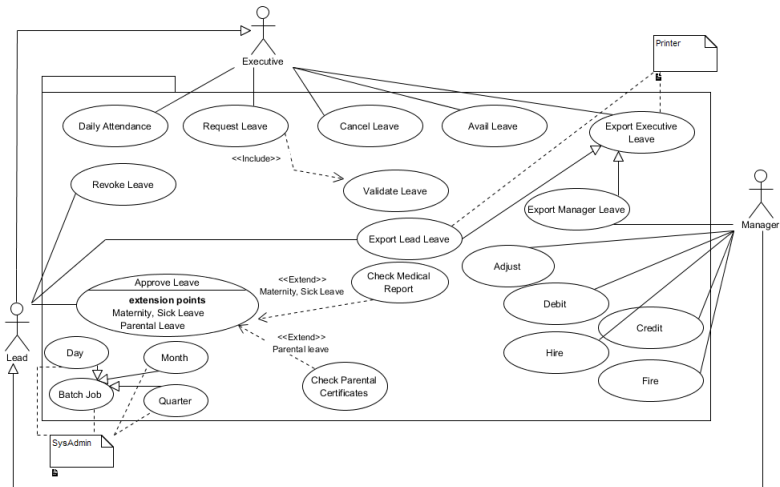 Executive
Printer
Daily Attendance
Request Leave
Cancel Leave
Avail Leave
Export Executive
Leave
<<Include>>
Revoke Leave
Validate Leave
Export Manager Leave
Manager
Export Lead Leave
Adjust
Approve Leave
extension points
Maternity, Sick Leave
Parental Leave
<<Extend>>
Maternity, Sick Leave
Check Medical
Report
Debit
Credit
Lead
<<Extend>>
Parental leave
Day
Month
Hire
Batch Job
Quarter
Check Parental
Certificates
Fire
SysAdmin